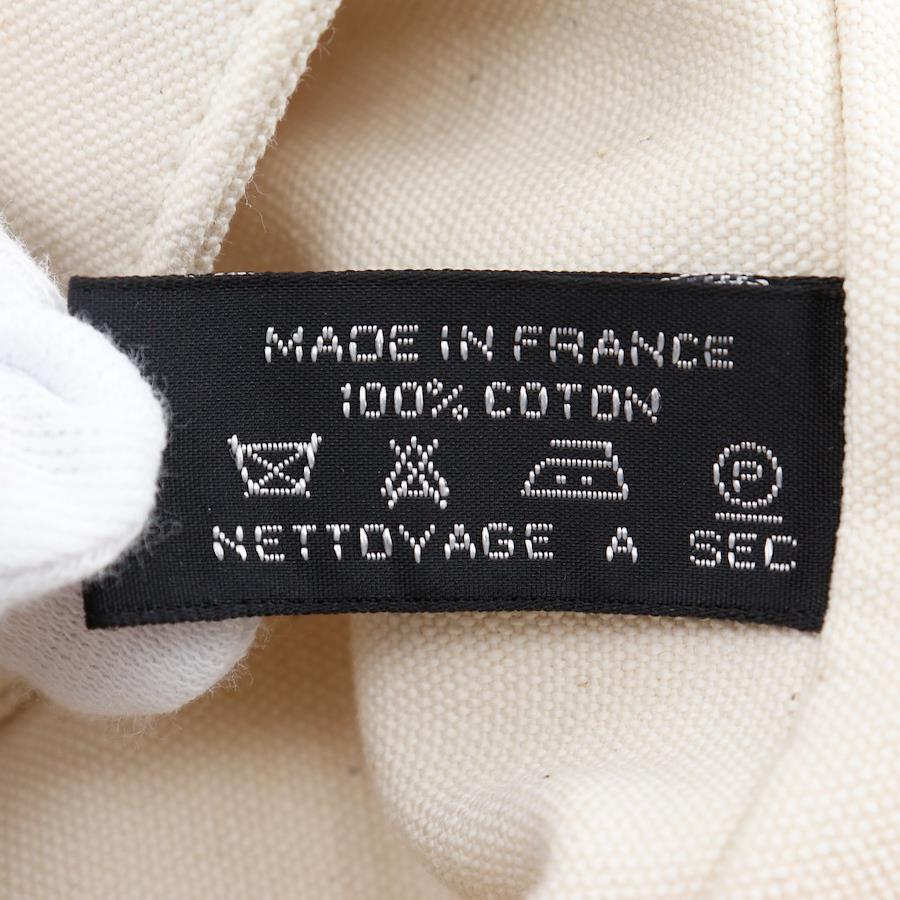 MADE IN FRANCE
100% COTON
P
NETTOYAGE A SEC